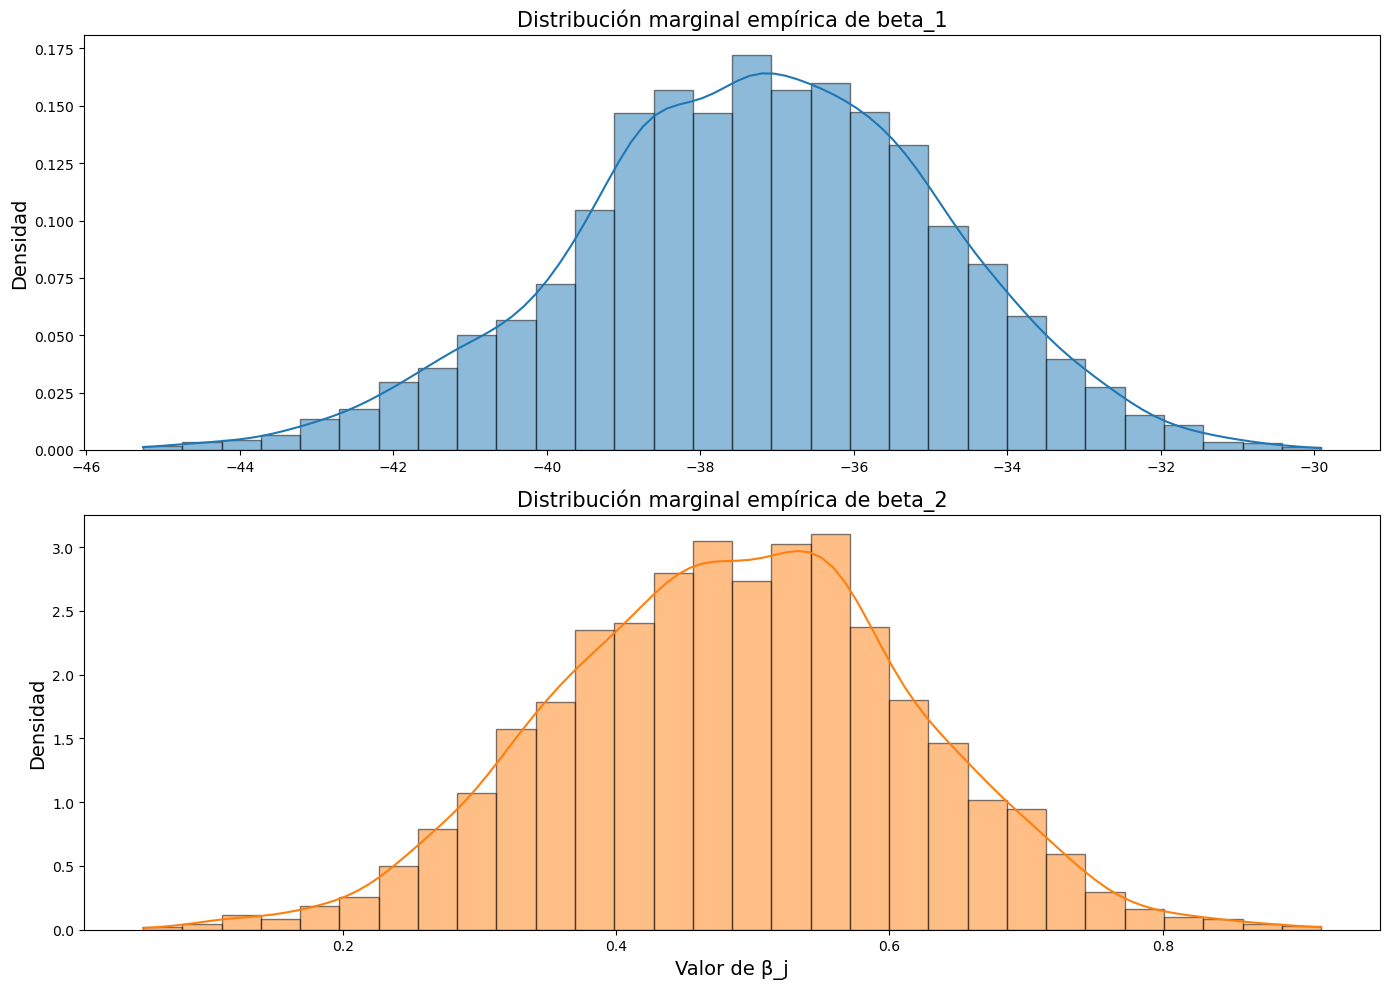 Distribución marginal empírica de beta_1
Densidad
0.175
0.150
0.125
0.100
0.075
0.050
0.025
0.000
−46 −44 −42 −40 −38 −36 −34 −32 −30
Distribución marginal empírica de beta_2
Densidad
3.0
2.5
2.0
1.5
1.0
0.5
0.0
0.2 0.4 0.6 0.8
Valor de β_j